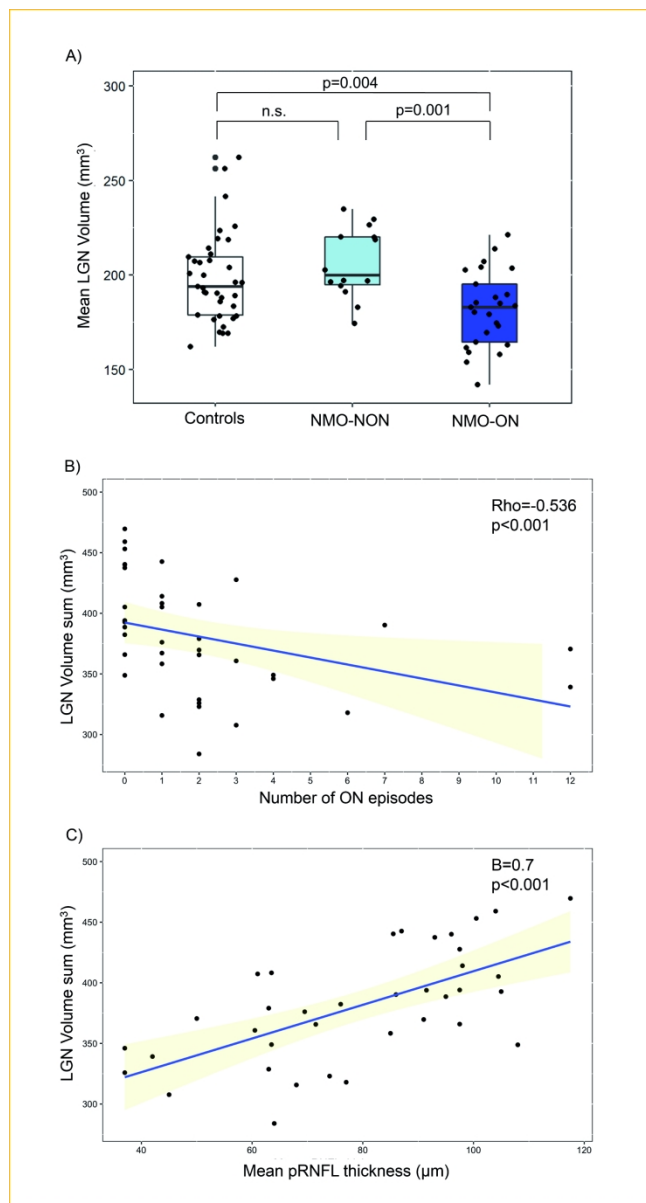 A)
300
p=0.004
n.s.
p=0.001
250
200
150
Mean LGN Volume (mm³)
Controls
NMO-NON
NMO-ON
B)
500
Rho=-0.536
p<0.001
450
400
350
300
LGN Volume sum (mm³)
0 1 2 3 4 5 6 7 8 9 10 11 12
Number of ON episodes
C)
500
B=0.7
p<0.001
450
400
350
300
LGN Volume sum (mm³)
40 60 80 100 120
Mean pRNFL thickness (µm)